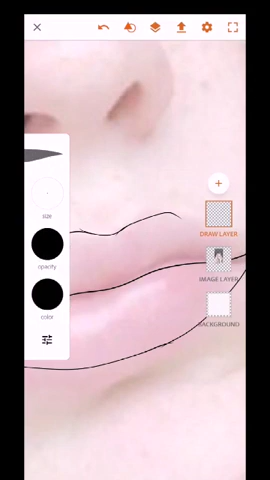 size
DRAW LAYER
opacity
IMAGE LAYER
color
BACKGROUND